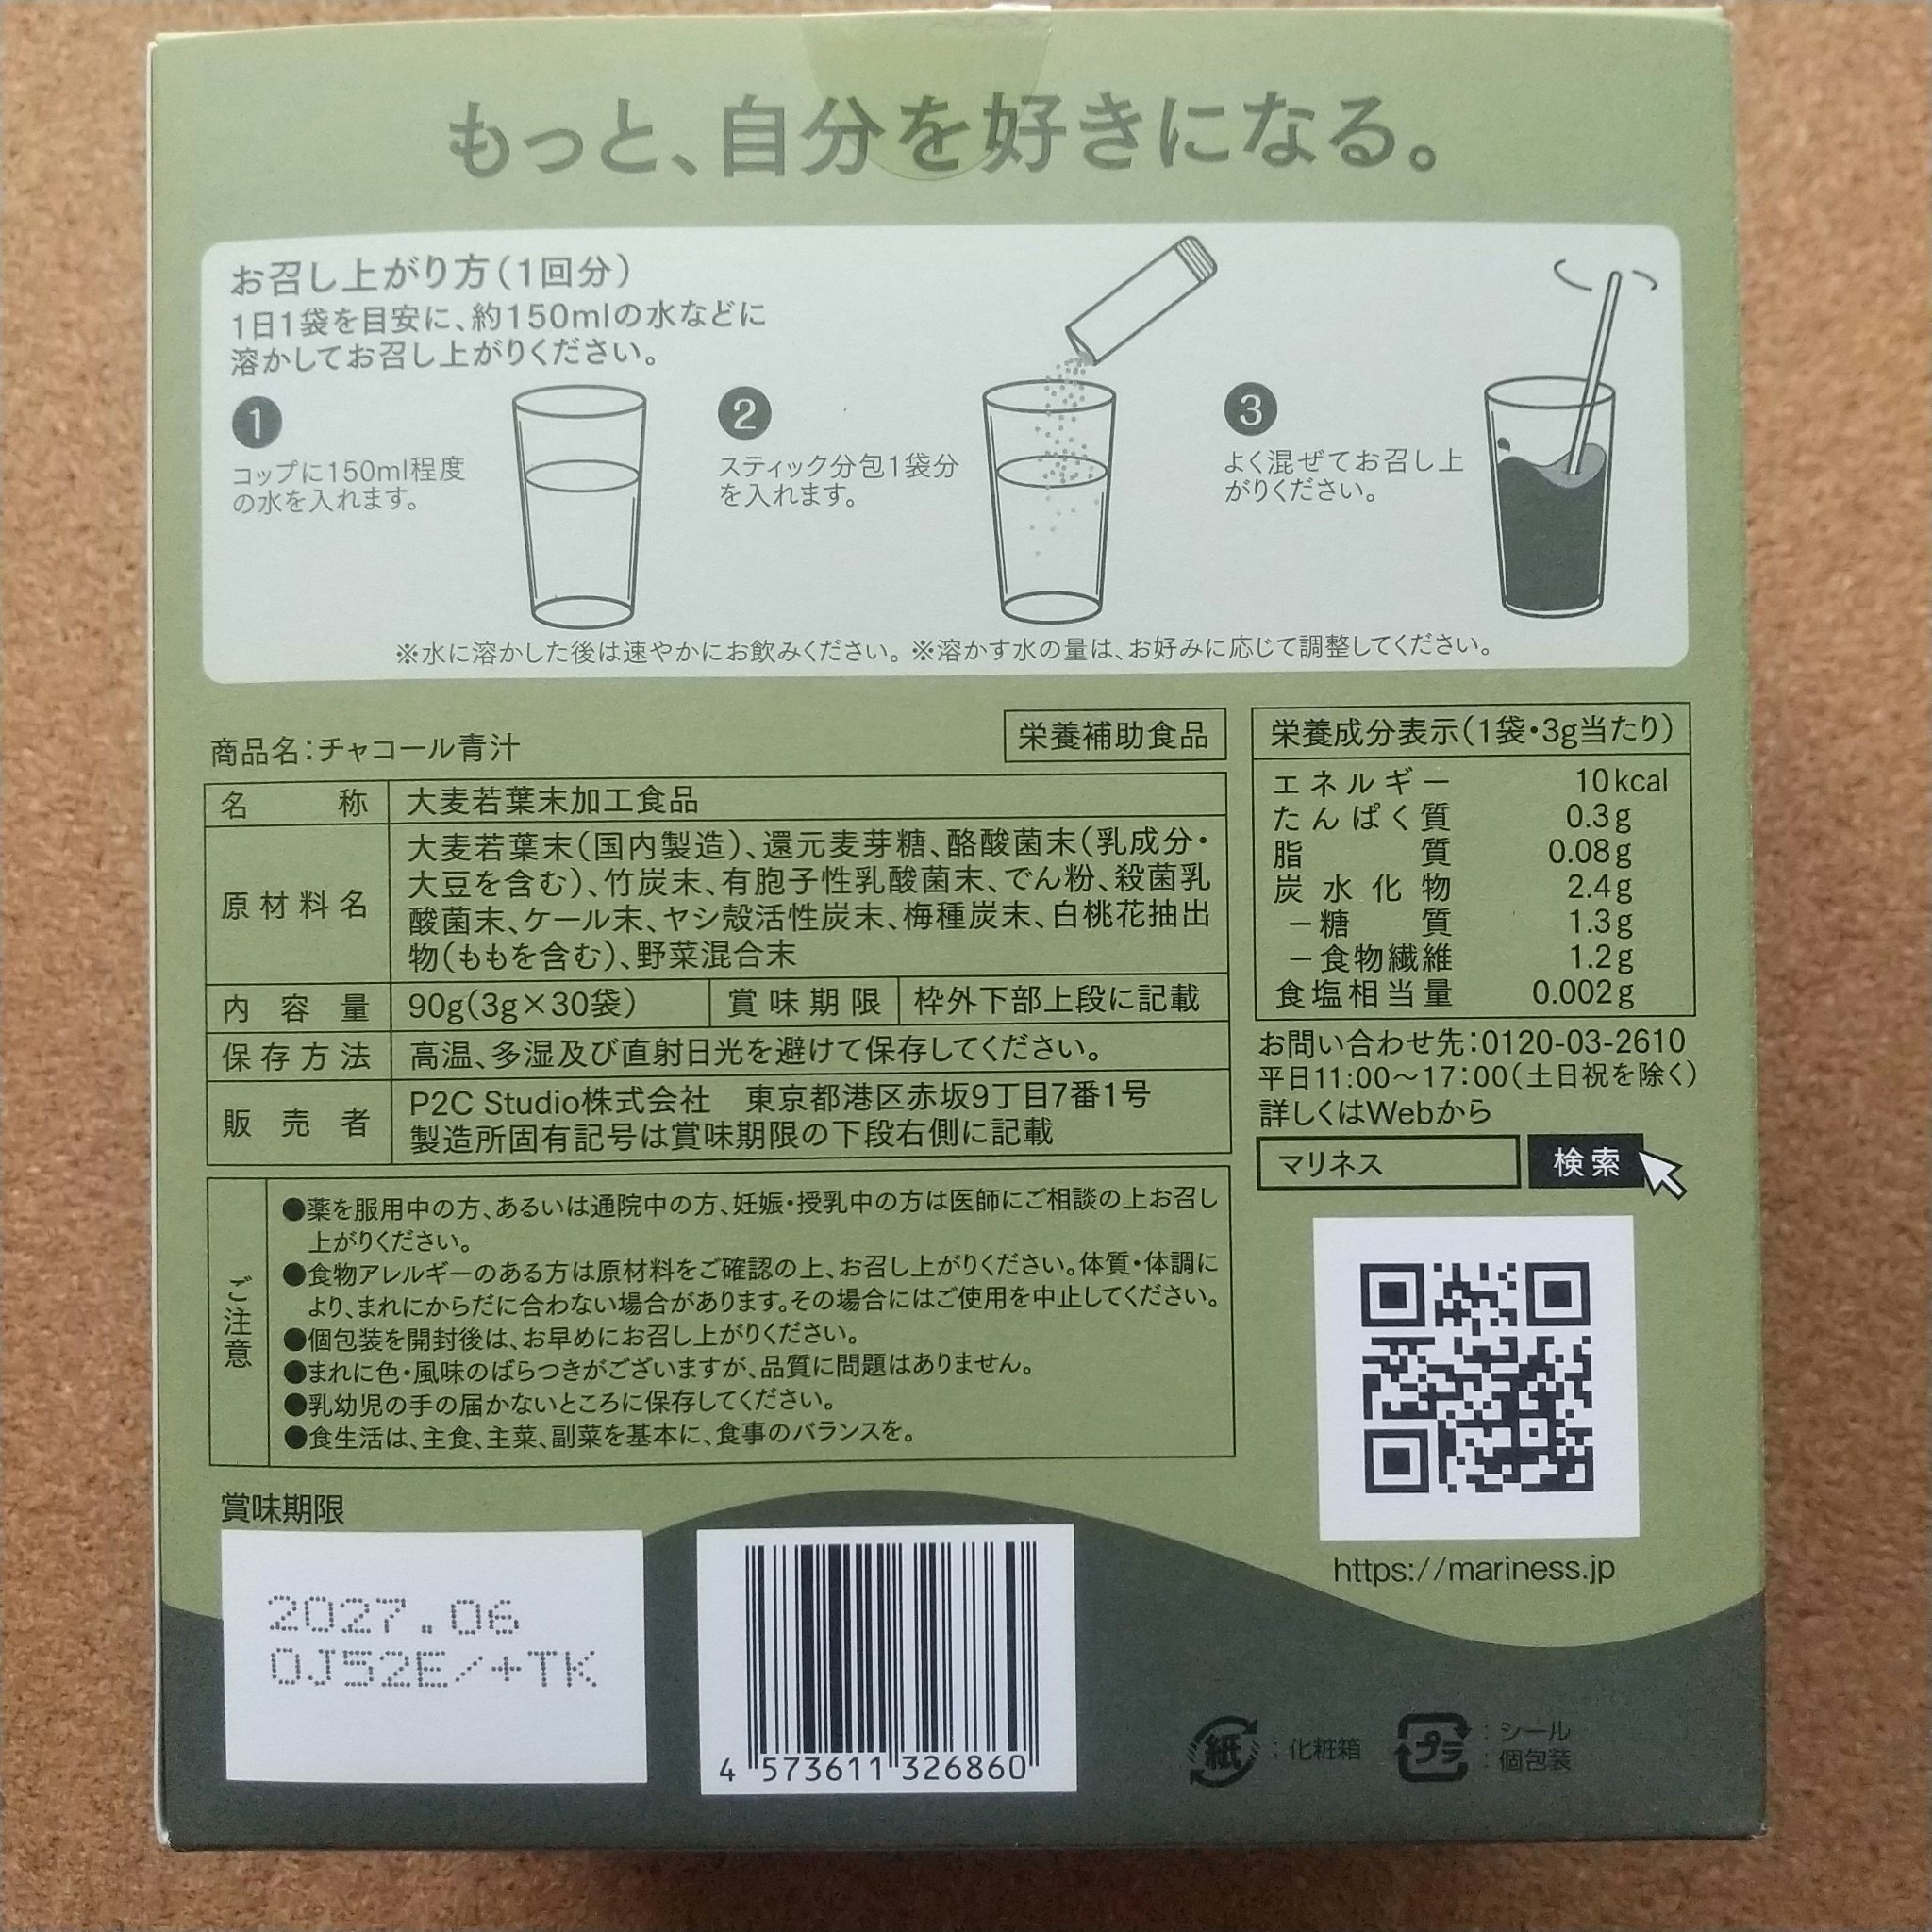 もっと、自分を好きになる。
お召し上がり方（1回分）
1日1袋を目安に、約150mlの水などに
溶かしてお召し上がりください。
1
コップに150ml程度
の水を入れます。
2
スティック分包1袋分
を入れます。
3
よく混ぜてお召し上
がりください。
※水に溶かした後は速やかにお飲みください。※溶かす水の量は、お好みに応じて調整してください。
商品名：チャコール青汁
栄養補助食品
名称 大麦若葉末加工食品
原材料名
大麦若葉末（国内製造）、還元麦芽糖、酪酸菌末（乳成分・
大豆を含む）、竹炭末、有胞子性乳酸菌末、でん粉、殺菌乳
酸菌末、ケール末、ヤシ殻活性炭末、梅種炭末、白桃花抽出
物（ももを含む）、野菜混合末
内容量 90g（3g×30袋） 賞味期限 枠外下部上段に記載
保存方法 高温、多湿及び直射日光を避けて保存してください。
販売者
P2C Studio株式会社　東京都港区赤坂9丁目7番1号
製造所固有記号は賞味期限の下段右側に記載
ご注意
●薬を服用中の方、あるいは通院中の方、妊娠・授乳中の方は医師にご相談の上お召し
上がりください。
●食物アレルギーのある方は原材料をご確認の上、お召し上がりください。体質・体調に
より、まれにからだに合わない場合があります。その場合にはご使用を中止してください。
●個包装を開封後は、お早めにお召し上がりください。
●まれに色・風味のばらつきがございますが、品質に問題はありません。
●乳幼児の手の届かないところに保存してください。
●食生活は、主食、主菜、副菜を基本に、食事のバランスを。
栄養成分表示（1袋・3g当たり）
エネルギー 10kcal
たんぱく質 0.3g
脂質 0.08g
炭水化物 2.4g
－糖質 1.3g
－食物繊維 1.2g
食塩相当量 0.002g
お問い合わせ先：0120-03-2610
平日11:00～17:00（土日祝を除く）
詳しくはWebから
マリネス 検索
https://mariness.jp
賞味期限
2027.06
0J52E/+TK
4 573611 326860
紙：化粧箱
プラ：シール
：個包装